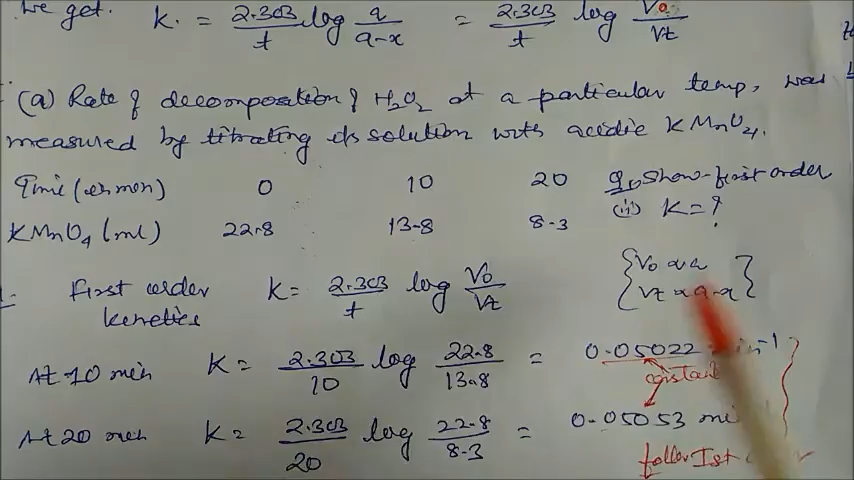 we get. K. = 2.303/t log a/a-x = 2.303/t log Vo/Vt
(a) Rate of decomposition of H2O2 at a particular temp, was
measured by titrating its solution with acidic KMnO4.
Time (in min) 0 10 20 Show first order
KMnO4 (ml) 22.8 13.8 8.3 (ii) K=?
First order kinetics K= 2.303/t log Vo/Vt {Vo ∝ a
Vt ∝ a-x}
At 10 min K = 2.303/10 log 22.8/13.8 = 0.05022 min-1
constant
At 20 min K= 2.303/20 log 22.8/8.3 = 0.05053
follow Ist